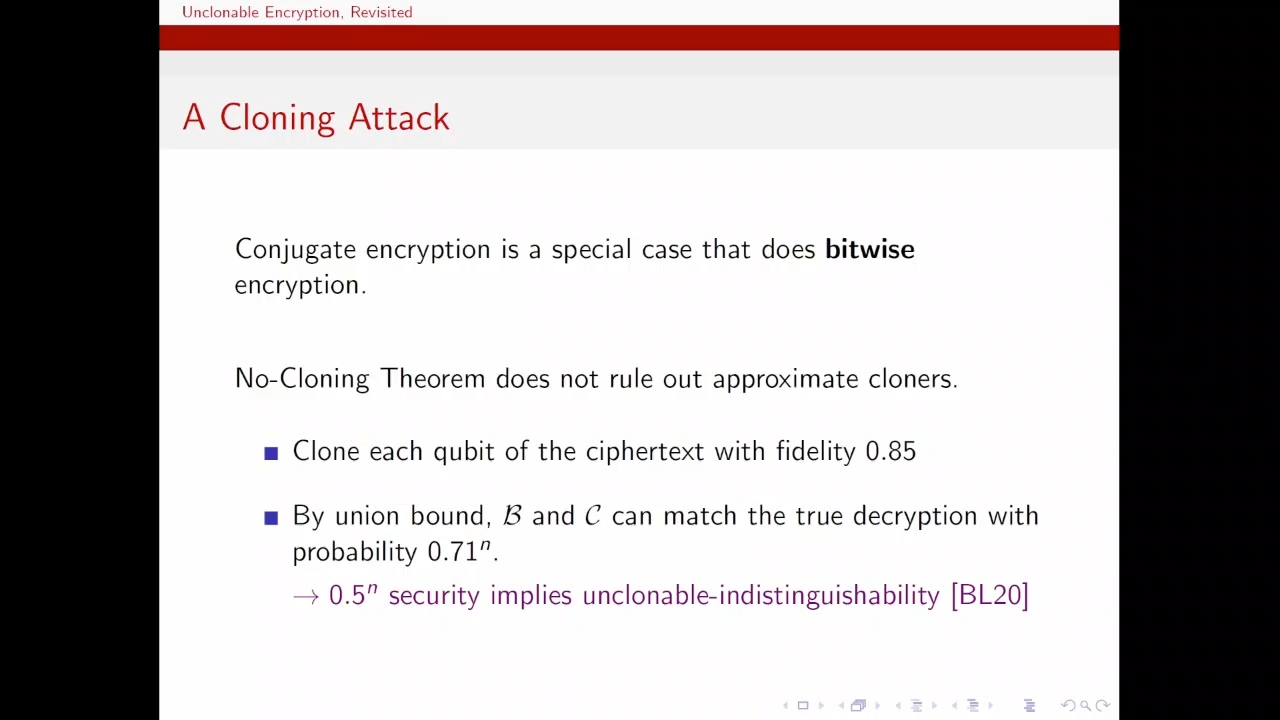 Unclonable Encryption, Revisited
A Cloning Attack
Conjugate encryption is a special case that does bitwise
encryption.
No-Cloning Theorem does not rule out approximate cloners.
Clone each qubit of the ciphertext with fidelity 0.85
By union bound, ℬ and 𝒞 can match the true decryption with
probability 0.71ⁿ.
→ 0.5ⁿ security implies unclonable-indistinguishability [BL20]